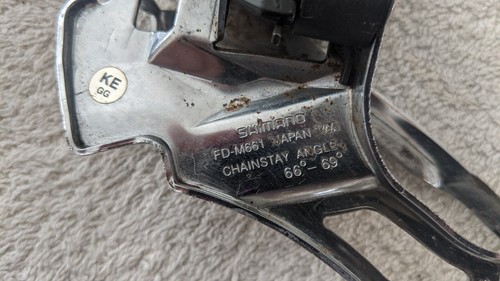 KE
GG
SHIMANO
FD-M661 JAPAN
CHAINSTAY ANGLE
66°-69°